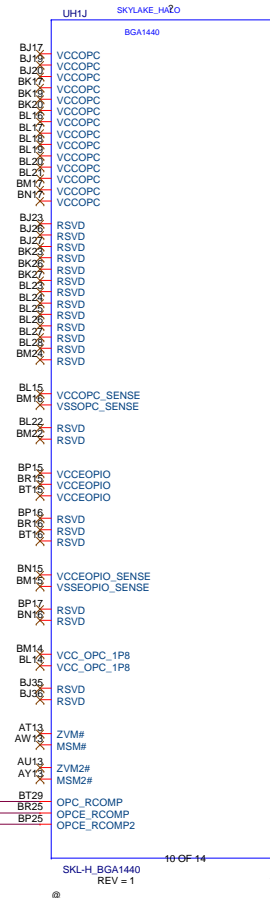 UH1J
SKYLAKE_HALO
?
BGA1440
BJ17 VCCOPC
BJ19 VCCOPC
BJ20 VCCOPC
BK17 VCCOPC
BK19 VCCOPC
BK20 VCCOPC
BL16 VCCOPC
BL17 VCCOPC
BL18 VCCOPC
BL19 VCCOPC
BL20 VCCOPC
BL21 VCCOPC
BM17 VCCOPC
BN17 VCCOPC
BJ23 RSVD
BJ26 RSVD
BJ27 RSVD
BK23 RSVD
BK26 RSVD
BK27 RSVD
BL23 RSVD
BL24 RSVD
BL25 RSVD
BL26 RSVD
BL27 RSVD
BL28 RSVD
BM24 RSVD
BL15 VCCOPC_SENSE
BM16 VSSOPC_SENSE
BL22 RSVD
BM22 RSVD
BP15 VCCEOPIO
BR15 VCCEOPIO
BT15 VCCEOPIO
BP16 RSVD
BR16 RSVD
BT16 RSVD
BN15 VCCEOPIO_SENSE
BM15 VSSEOPIO_SENSE
BP17 RSVD
BN16 RSVD
BM14 VCC_OPC_1P8
BL14 VCC_OPC_1P8
BJ35 RSVD
BJ36 RSVD
AT13 ZVM#
AW13 MSM#
AU13 ZVM2#
AY13 MSM2#
BT29 OPC_RCOMP
BR25 OPCE_RCOMP
BP25 OPCE_RCOMP2
10 OF 14
SKL-H_BGA1440
REV = 1
@